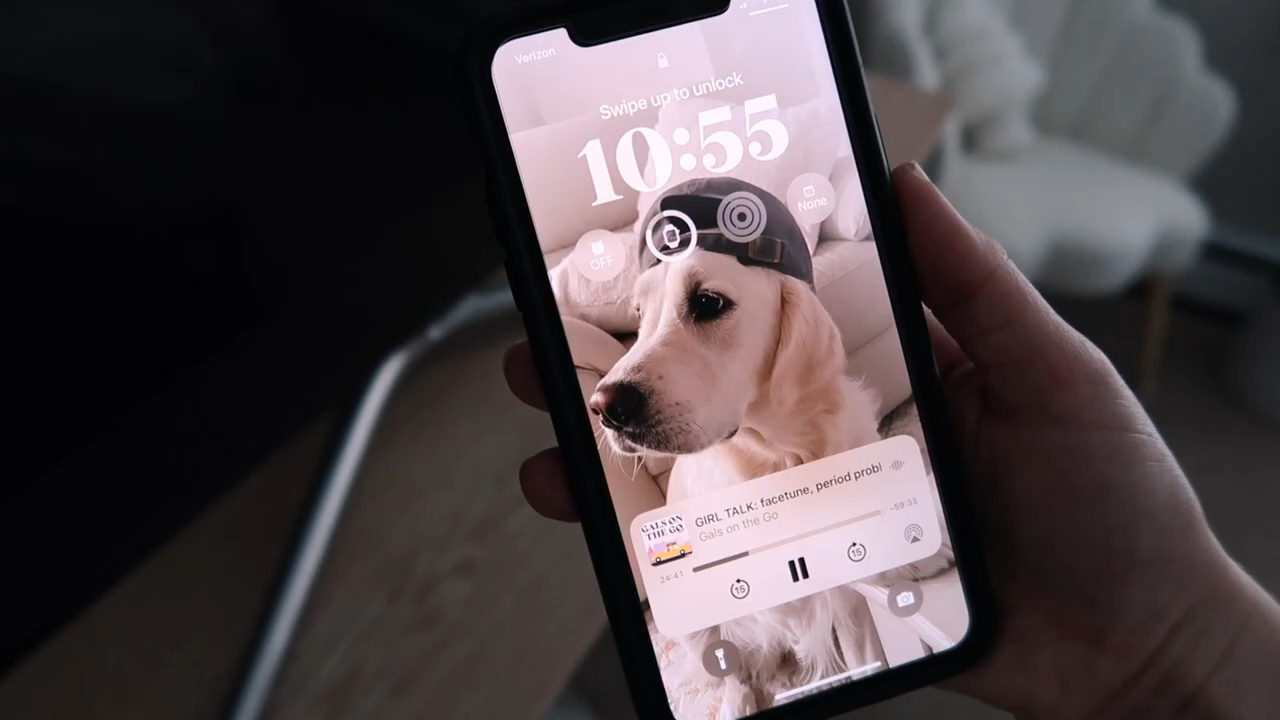 Verizon
Swipe up to unlock
10:55
OFF
None
GIRL TALK: facetune, period probl
Gals on the Go
GALS ON
THE GO
24:41
-59:33
15
15